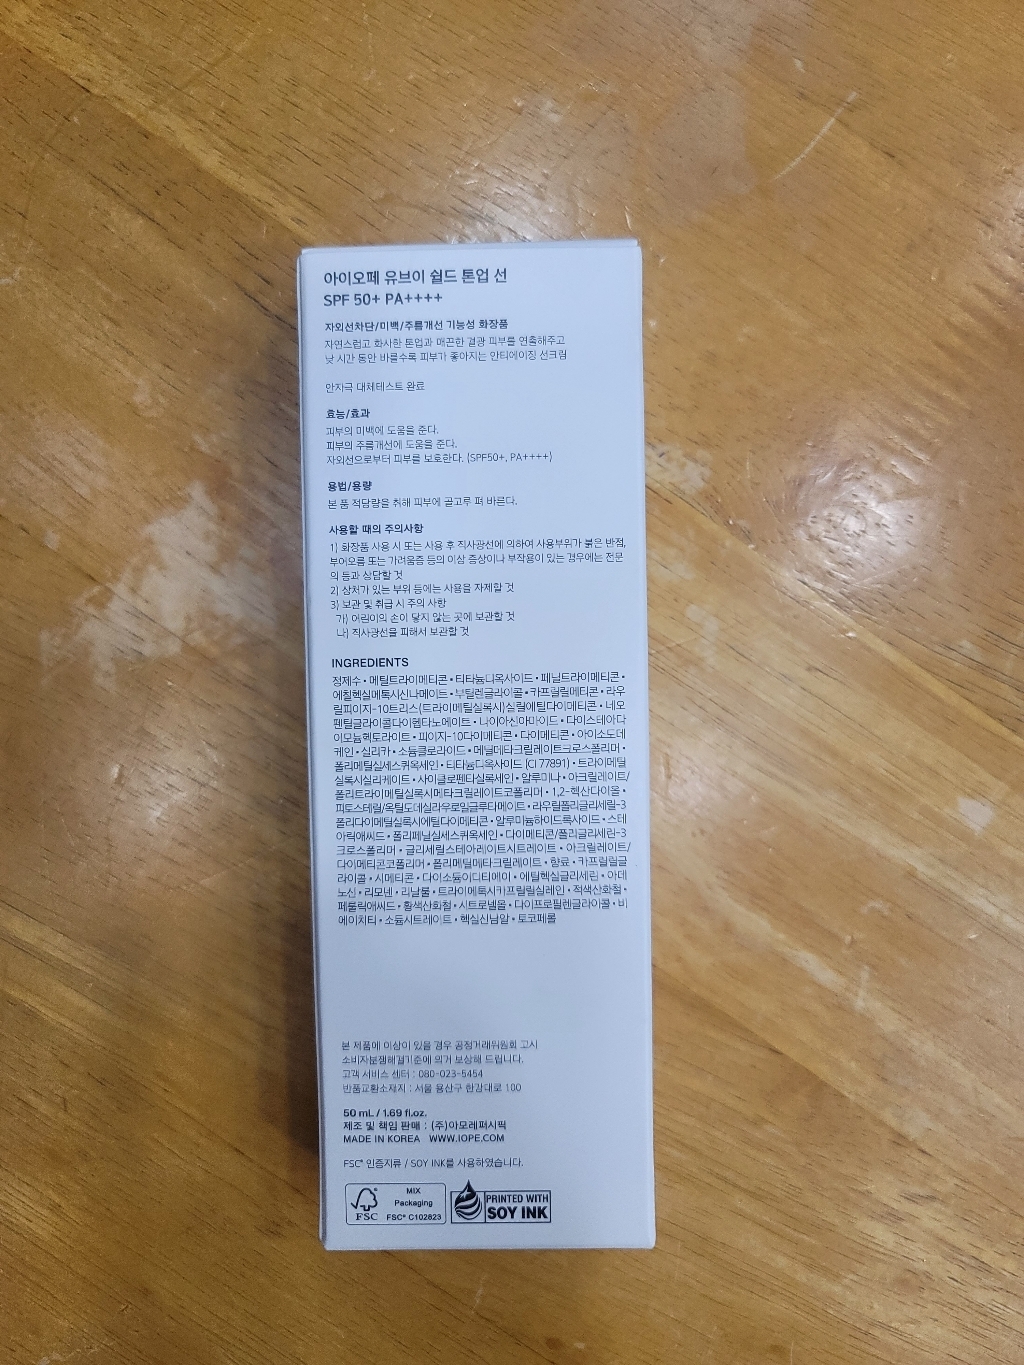 아이오페 유브이 쉴드 톤업 선
SPF 50+ PA++++
자외선차단/미백/주름개선 기능성 화장품
자연스럽고 화사한 톤업과 매끈한 결광 피부를 연출해주고
낮 시간 동안 바를수록 피부가 좋아지는 안티에이징 선크림
안자극 대체테스트 완료
효능/효과
피부의 미백에 도움을 준다.
피부의 주름개선에 도움을 준다.
자외선으로부터 피부를 보호한다. (SPF50+, PA++++)
용법/용량
본 품 적당량을 취해 피부에 골고루 펴 바른다.
사용할 때의 주의사항
1) 화장품 사용 시 또는 사용 후 직사광선에 의하여 사용부위가 붉은 반점,
부어오름 또는 가려움증 등의 이상 증상이나 부작용이 있는 경우에는 전문
의 등과 상담할 것
2) 상처가 있는 부위 등에는 사용을 자제할 것
3) 보관 및 취급 시 주의 사항
가) 어린이의 손이 닿지 않는 곳에 보관할 것
나) 직사광선을 피해서 보관할 것
INGREDIENTS
정제수 • 메틸트라이메티콘 • 티타늄디옥사이드 • 페닐트라이메티콘 •
에칠헥실메톡시신나메이트 • 부틸렌글라이콜 • 카프릴릴메티콘 • 라우
릴피이지-10트리스(트라이메틸실록시)실릴에틸다이메티콘 • 네오
펜틸글라이콜다이헵타노에이트 • 나이아신아마이드 • 다이스테아다
이모늄헥토라이트 • 피이지-10다이메티콘 • 다이메티콘 • 아이소도데
케인 • 실리카 • 소듐클로라이드 • 메틸메타크릴레이트크로스폴리머 •
폴리메틸실세스퀴옥세인 • 티타늄디옥사이드 (CI 77891) • 트라이메틸
실록시실리케이트 • 사이클로펜타실록세인 • 알루미나 • 아크릴레이트/
폴리트라이메틸실록시메타크릴레이트코폴리머 • 1,2-헥산다이올 •
피토스테릴/옥틸도데실라우로일글루타메이트 • 라우릴폴리글리세릴-3
폴리다이메틸실록시에틸다이메티콘 • 알루미늄하이드록사이드 • 스테
아릭애씨드 • 폴리페닐실세스퀴옥세인 • 다이메티콘/폴리글리세린-3
크로스폴리머 • 글리세릴스테아레이트시트레이트 • 아크릴레이트/
다이메티콘코폴리머 • 폴리메틸메타크릴레이트 • 향료 • 카프릴릴글
라이콜 • 시메티콘 • 다이소듐이디티에이 • 에틸헥실글리세린 • 아데
노신 • 리모넨 • 리날룰 • 트라이에톡시카프릴릴실레인 • 적색산화철 •
페룰릭애씨드 • 황색산화철 • 시트로넬올 • 다이프로필렌글라이콜 • 비
에이치티 • 소듐시트레이트 • 헥실신남알 • 토코페롤
본 제품에 이상이 있을 경우 공정거래위원회 고시
소비자분쟁해결기준에 의거 보상해 드립니다.
고객 서비스 센터 : 080-023-5454
반품교환소재지 : 서울 용산구 한강대로 100
50 mL / 1.69 fl.oz.
제조 및 책임 판매 : (주)아모레퍼시픽
MADE IN KOREA WWW.IOPE.COM
FSC® 인증지류 / SOY INK를 사용하였습니다.
FSC
MIX
Packaging
FSC® C102823
PRINTED WITH
SOY INK